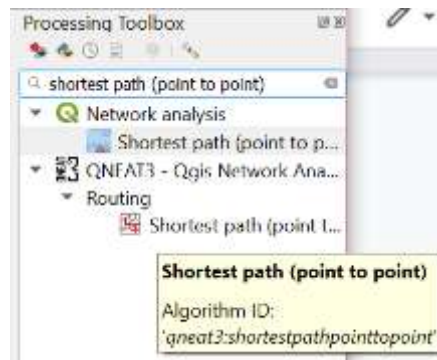 Processing Toolbox
shortest path (point to point)
Network analysis
Shortest path (point to p...
QNEAT3 - Qgis Network Ana...
Routing
Shortest path (point t...
Shortest path (point to point)
Algorithm ID:
'qneat3:shortestpathpointtopoint'